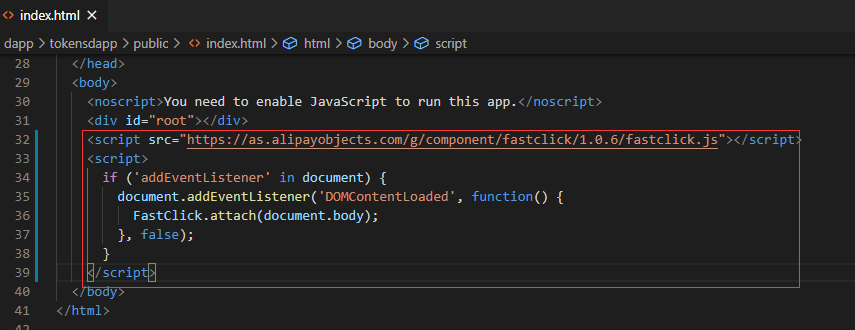 index.html
dapp > tokensdapp > public > index.html > html > body > script
28 </head>
29 <body>
30 <noscript>You need to enable JavaScript to run this app.</noscript>
31 <div id="root"></div>
32 <script src="https://as.alipayobjects.com/g/component/fastclick/1.0.6/fastclick.js"></script>
33 <script>
34 if ('addEventListener' in document) {
35 document.addEventListener('DOMContentLoaded', function() {
36 FastClick.attach(document.body);
37 }, false);
38 }
39 </script>
40 </body>
41 </html>
42